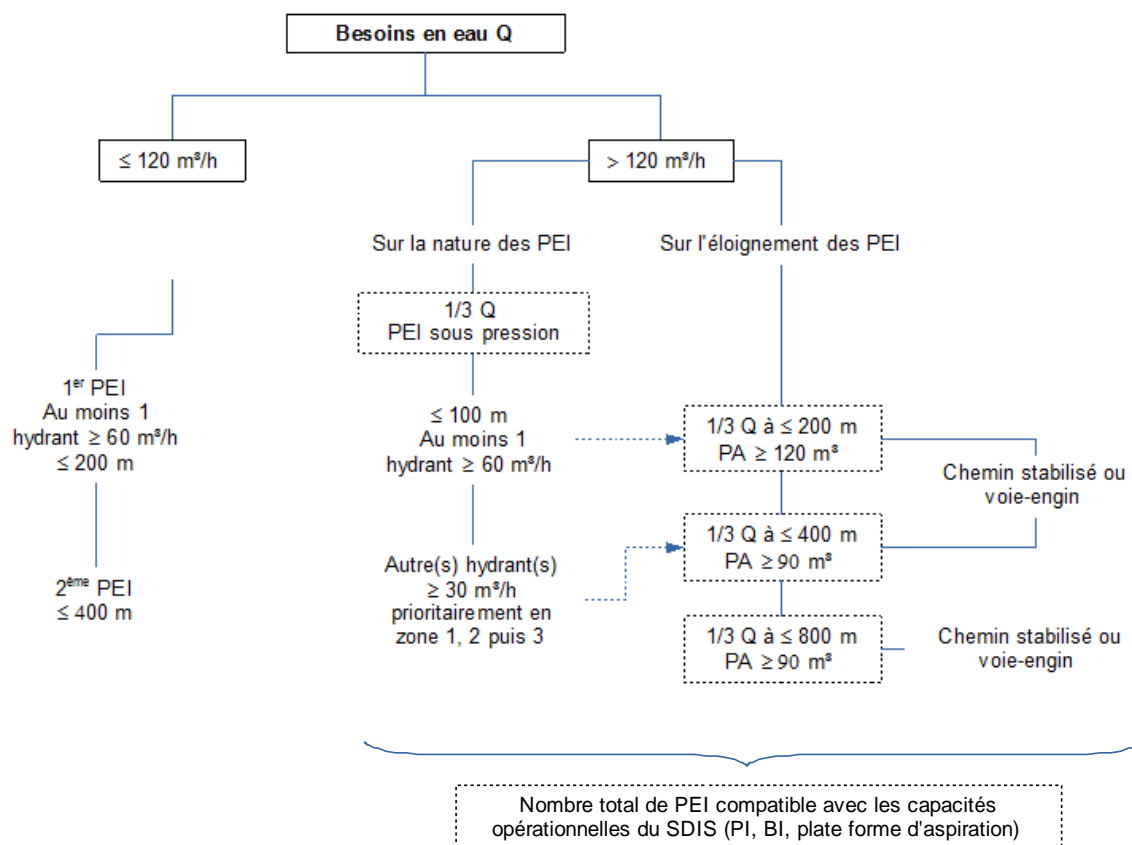 Besoins en eau Q
≤ 120 m³/h
> 120 m³/h
Sur la nature des PEI
Sur l'éloignement des PEI
1/3 Q
PEI sous pression
1er PEI
Au moins 1
hydrant ≥ 60 m³/h
≤ 200 m
≤ 100 m
Au moins 1
hydrant ≥ 60 m³/h
1/3 Q à ≤ 200 m
PA ≥ 120 m³
Chemin stabilisé ou
voie-engin
1/3 Q à ≤ 400 m
PA ≥ 90 m³
2ème PEI
≤ 400 m
Autre(s) hydrant(s)
≥ 30 m³/h
prioritairement en
zone 1, 2 puis 3
1/3 Q à ≤ 800 m
PA ≥ 90 m³
Chemin stabilisé ou
voie-engin
Nombre total de PEI compatible avec les capacités
opérationnelles du SDIS (PI, BI, plate forme d'aspiration)